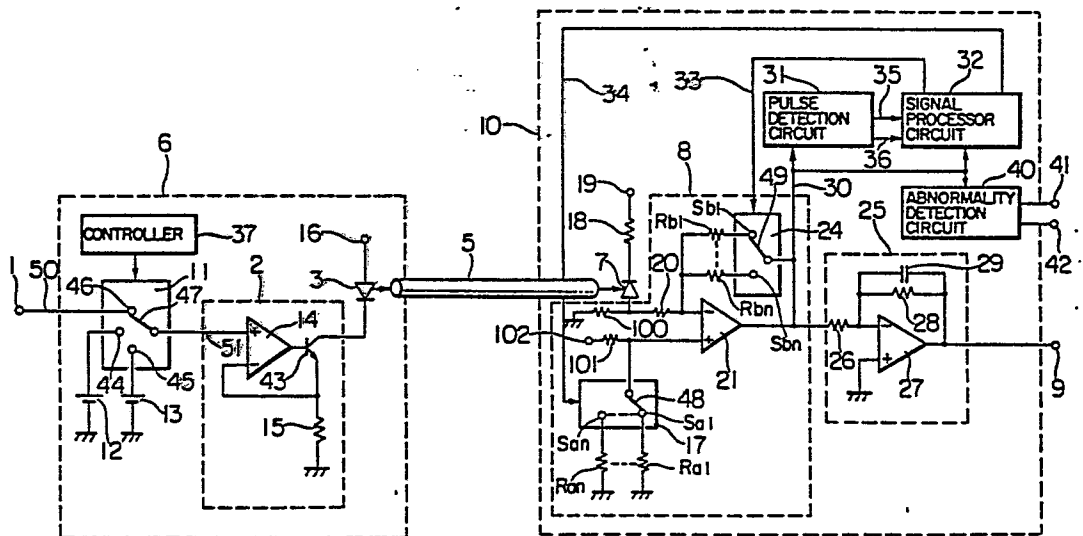 10
34
33
31
35
32
PULSE
DETECTION
CIRCUIT
SIGNAL
PROCESSOR
CIRCUIT
36
6
8
49
30
40
41
19
Sb1
24
ABNORMALITY
DETECTION
CIRCUIT
25
42
CONTROLLER
37
16
18
Rb1
1
50
11
2
5
7
20
Rbn
29
46
47
3
28
14
100
Sbn
102
101
21
26
27
9
44
51
43
45
48
12
13
15
San
Sa1
17
Ran
Ra1